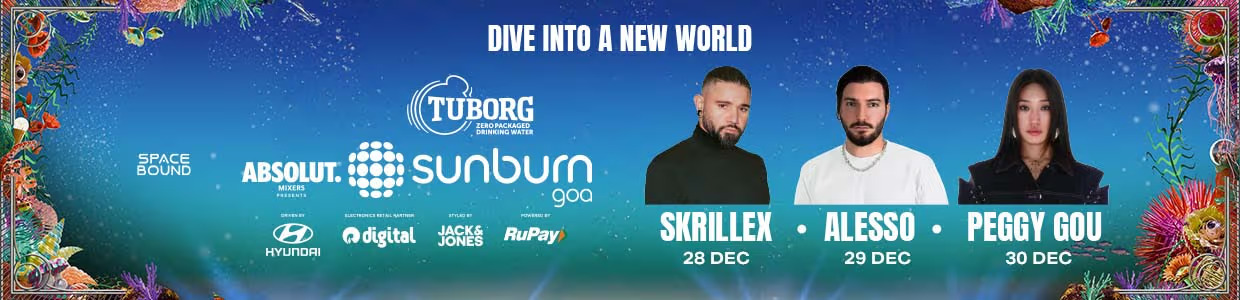 DIVE INTO A NEW WORLD
TUBORG
ZERO PACKAGED
DRINKING WATER
SPACE
BOUND
ABSOLUT.
MIXERS
PRESENTS
sunburn
goa
DRIVEN BY
HYUNDAI
ELECTRONICS RETAIL PARTNER
digital
STYLED BY
JACK&
JONES
POWERED BY
RuPay
SKRILLEX • ALESSO • PEGGY GOU
28 DEC 29 DEC 30 DEC